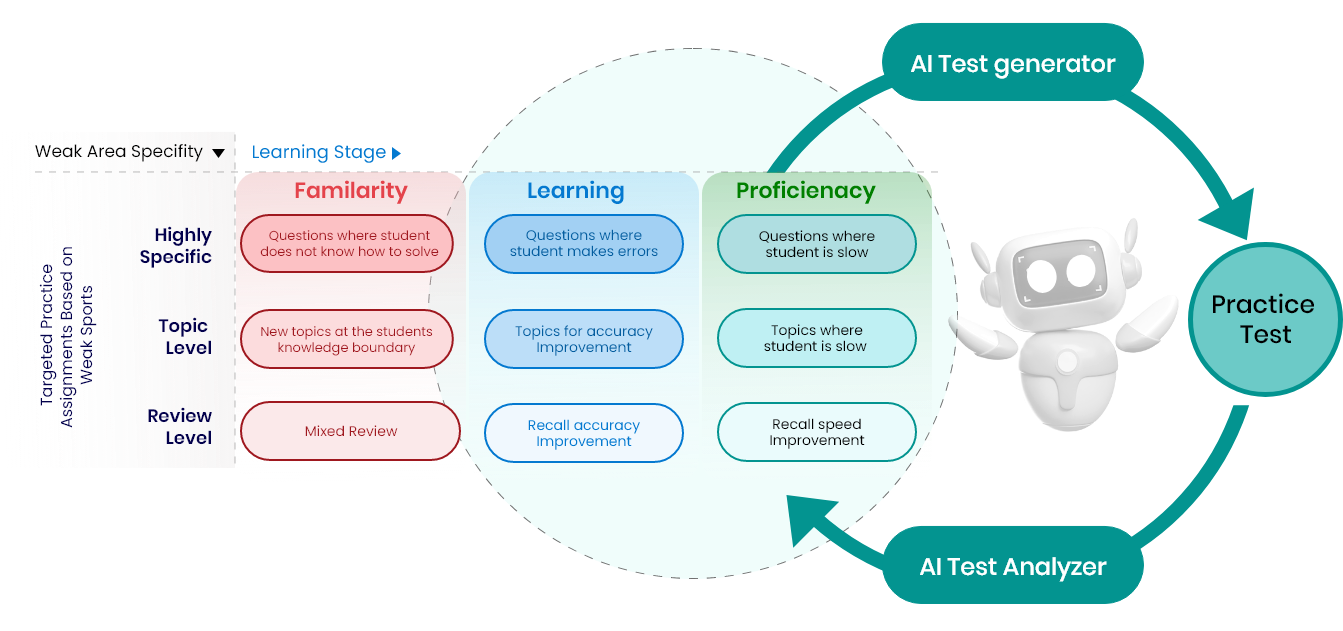 AI Test generator
Weak Area Specifity
Learning Stage
Familarity
Learning
Proficienacy
Targeted Practice
Assignments Based on
Weak Sports
Highly
Specific
Questions where student
does not know how to solve
Questions where
student makes errors
Questions where
student is slow
Topic
Level
New topics at the students
knowledge boundary
Topics for accuracy
Improvement
Topics where
student is slow
Review
Level
Mixed Review
Recall accuracy
Improvement
Recall speed
Improvement
Practice
Test
AI Test Analyzer